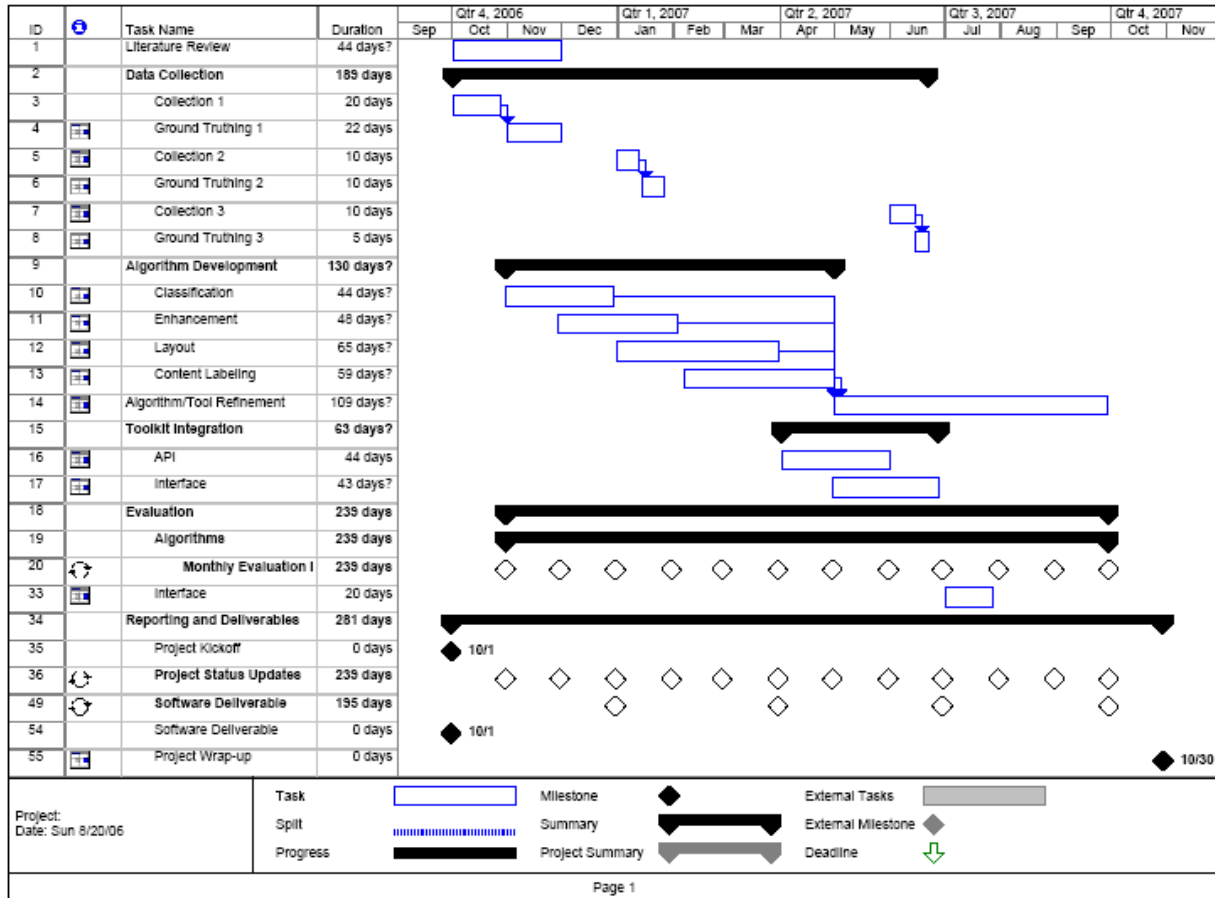 Qtr 4, 2006 Qtr 1, 2007 Qtr 2, 2007 Qtr 3, 2007 Qtr 4, 2007
ID Task Name Duration Sep Oct Nov Dec Jan Feb Mar Apr May Jun Jul Aug Sep Oct Nov
1 Literature Review 44 days?
2 Data Collection 189 days
3 Collection 1 20 days
4 Ground Truthing 1 22 days
5 Collection 2 10 days
6 Ground Truthing 2 10 days
7 Collection 3 10 days
8 Ground Truthing 3 5 days
9 Algorithm Development 130 days?
10 Classification 44 days?
11 Enhancement 48 days?
12 Layout 65 days?
13 Content Labeling 59 days?
14 Algorithm/Tool Refinement 109 days?
15 Toolkit Integration 63 days?
16 API 44 days
17 Interface 43 days?
18 Evaluation 239 days
19 Algorithms 239 days
20 Monthly Evaluation I 239 days
33 Interface 20 days
34 Reporting and Deliverables 281 days
35 Project Kickoff 0 days 10/1
36 Project Status Updates 239 days
49 Software Deliverable 195 days
54 Software Deliverable 0 days 10/1
55 Project Wrap-up 0 days 10/30
Project:
Date: Sun 8/20/06
Task Milestone External Tasks
Split Summary External Milestone
Progress Project Summary Deadline
Page 1